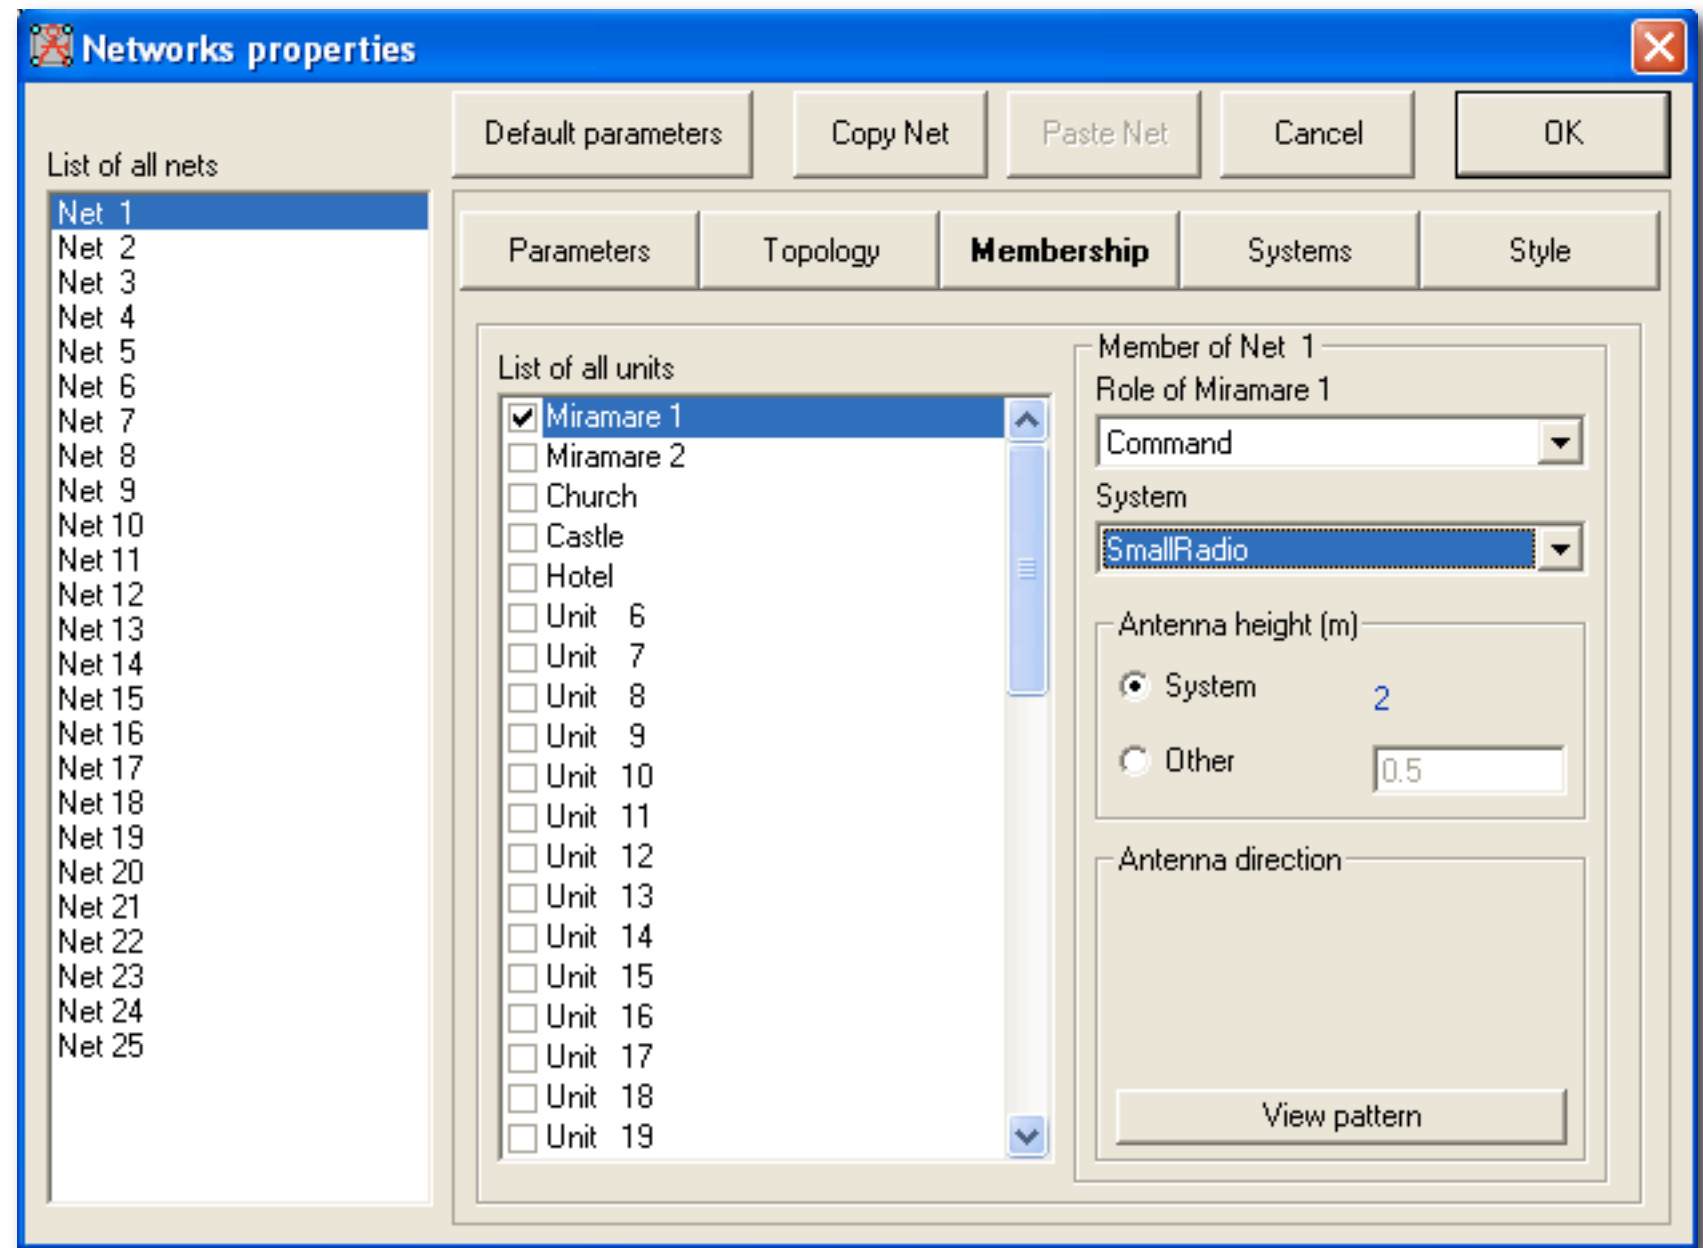 Networks properties
Default parameters
Copy Net
Paste Net
Cancel
OK
List of all nets
Net 1
Net 2
Net 3
Net 4
Net 5
Net 6
Net 7
Net 8
Net 9
Net 10
Net 11
Net 12
Net 13
Net 14
Net 15
Net 16
Net 17
Net 18
Net 19
Net 20
Net 21
Net 22
Net 23
Net 24
Net 25
Parameters
Topology
Membership
Systems
Style
List of all units
Miramare 1
Miramare 2
Church
Castle
Hotel
Unit 6
Unit 7
Unit 8
Unit 9
Unit 10
Unit 11
Unit 12
Unit 13
Unit 14
Unit 15
Unit 16
Unit 17
Unit 18
Unit 19
Member of Net 1
Role of Miramare 1
Command
System
SmallRadio
Antenna height (m)
System 2
Other 0.5
Antenna direction
View pattern